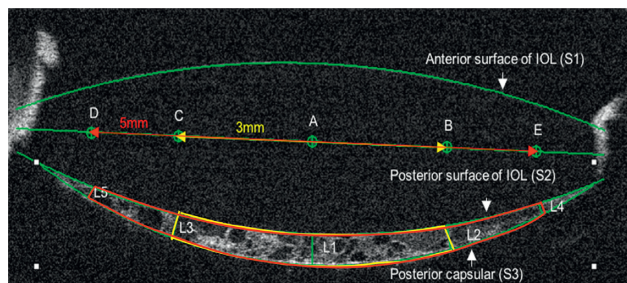 Anterior surface of IOL (S1)
D
C
A
B
E
5mm
3mm
Posterior surface of IOL (S2)
L5
L4
L3
L1
L2
Posterior capsular (S3)